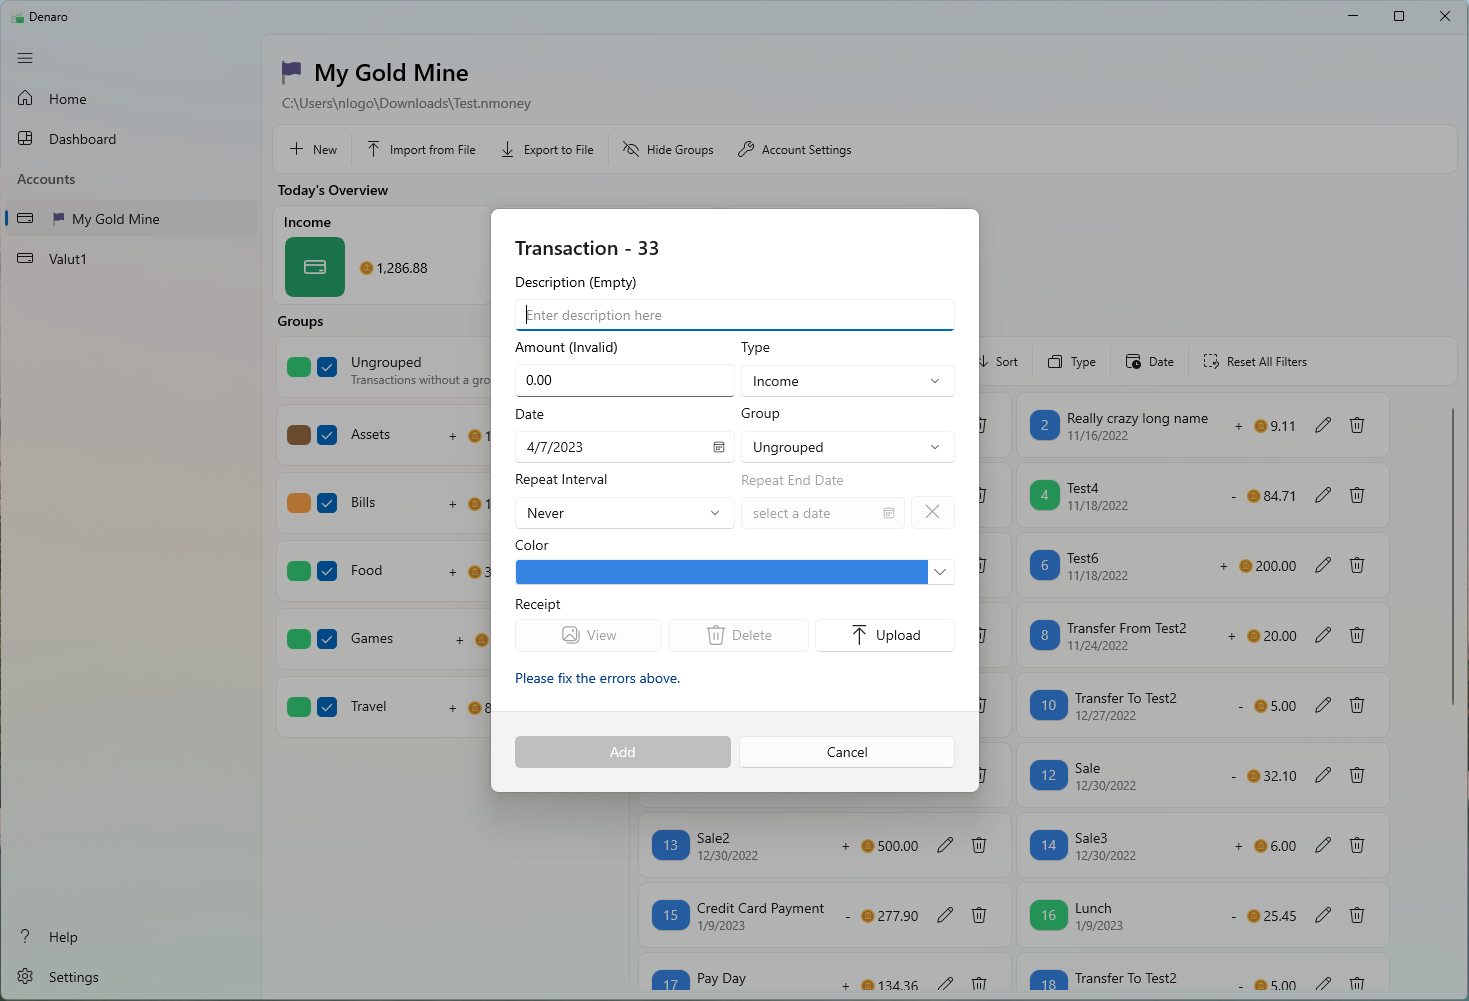 Denaro
Home
Dashboard
Accounts
My Gold Mine
Valut1
Help
Settings
My Gold Mine
C:\Users\nlogo\Downloads\Test.nmoney
New
Import from File
Export to File
Hide Groups
Account Settings
Today's Overview
Income
1,286.88
Groups
Ungrouped
Transactions without a gro
Assets + 1
Bills + 1
Food + 3
Games +
Travel + 8
Sort
Type
Date
Reset All Filters
2 Really crazy long name + 9.11
11/16/2022
4 Test4 - 84.71
11/18/2022
6 Test6 + 200.00
11/18/2022
8 Transfer From Test2 + 20.00
11/24/2022
10 Transfer To Test2 - 5.00
12/27/2022
12 Sale - 32.10
12/30/2022
13 Sale2 + 500.00
12/30/2022
14 Sale3 + 6.00
12/30/2022
15 Credit Card Payment - 277.90
1/9/2023
16 Lunch - 25.45
1/9/2023
17 Pay Day + 134.36
18 Transfer To Test2 - 5.00
Transaction - 33
Description (Empty)
Enter description here
Amount (Invalid)
Type
0.00
Income
Date
Group
4/7/2023
Ungrouped
Repeat Interval
Repeat End Date
Never
select a date
Color
Receipt
View
Delete
Upload
Please fix the errors above.
Add
Cancel